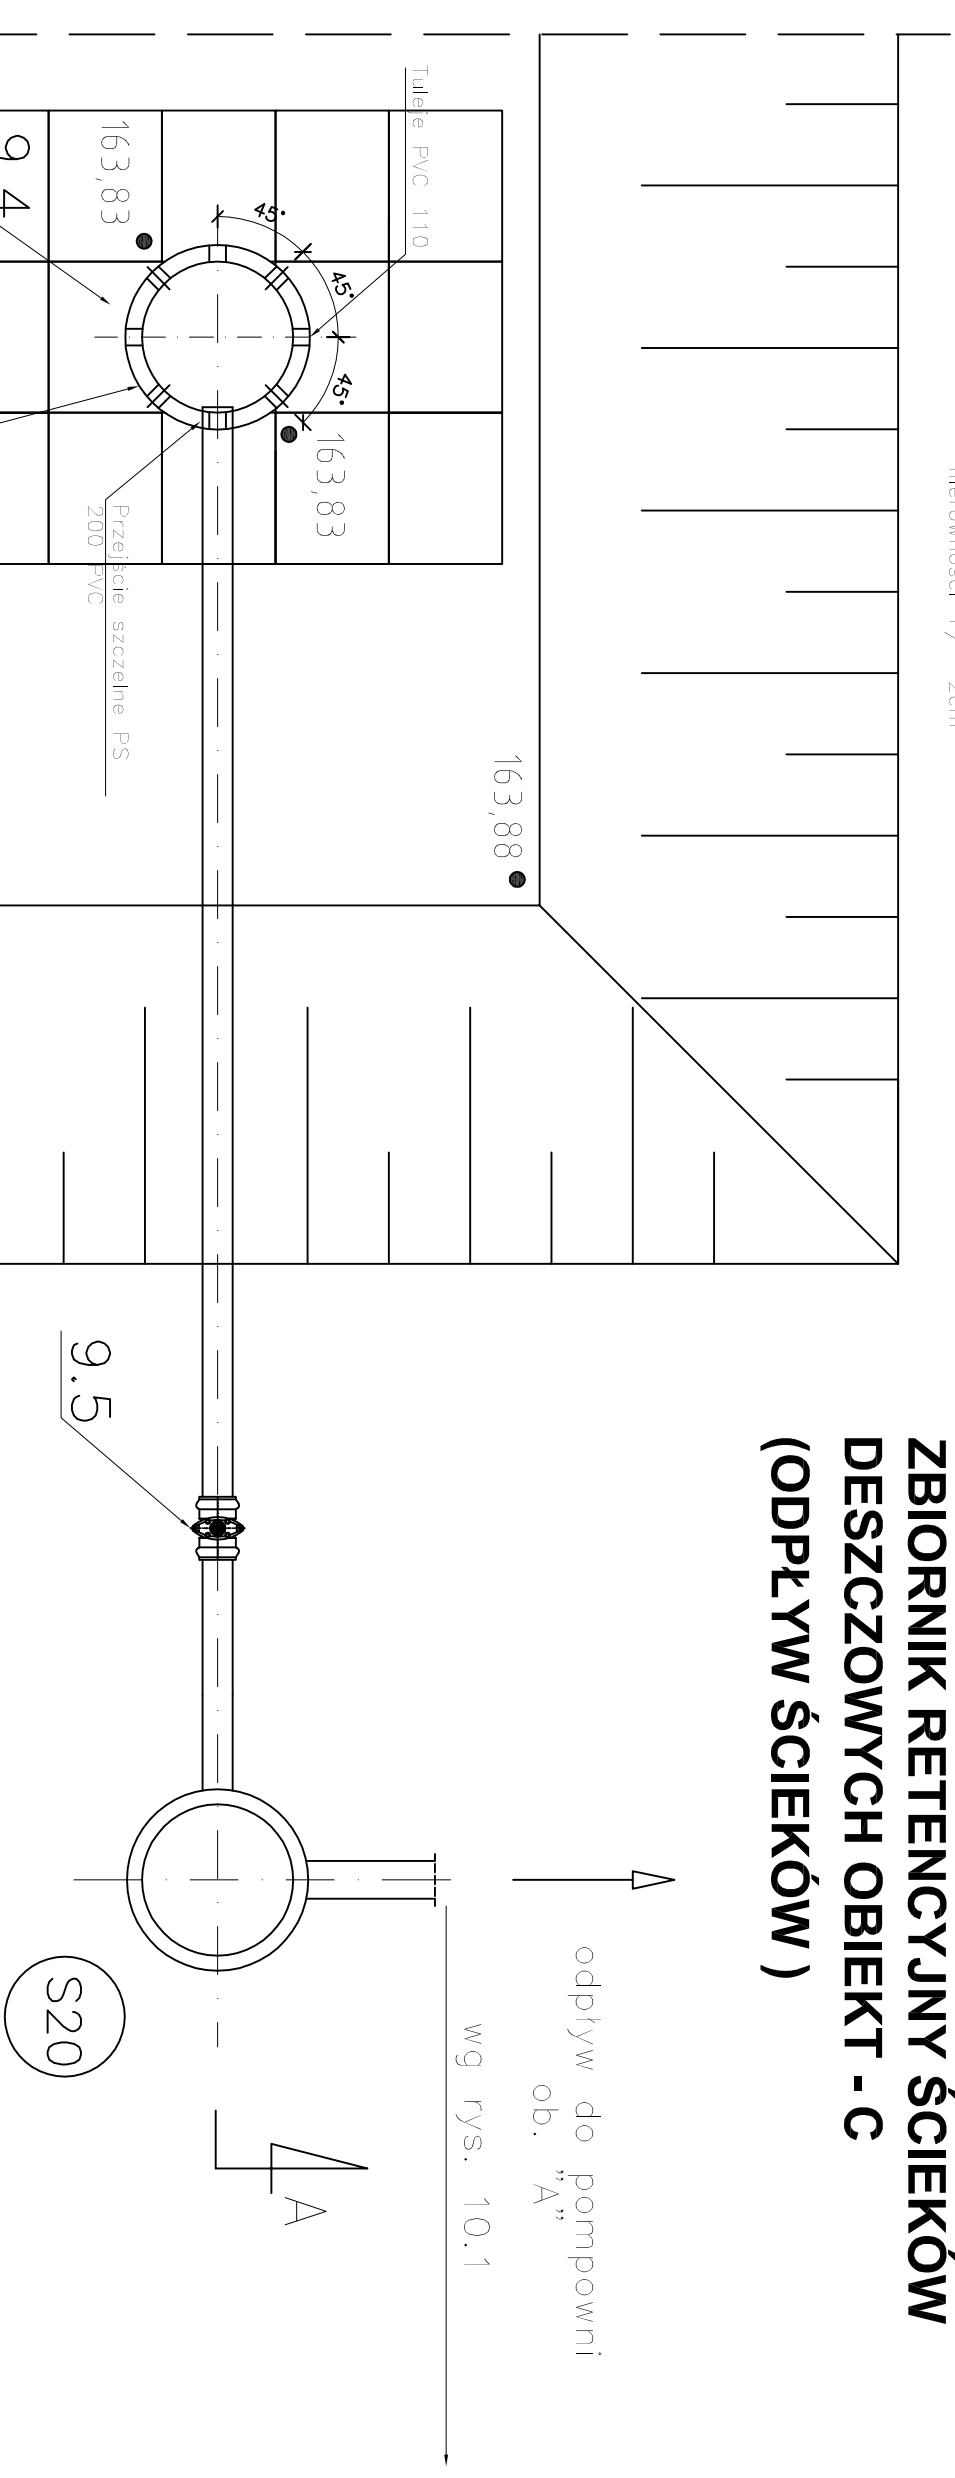 ZBIORNIK RETENCYJNY ŚCIEKÓW
DESZCZOWYCH OBIEKT - C
(ODPŁYW ŚCIEKÓW )
2cm
Tuleje PVC 110
163,83
9.4
45°
45°
45°
163,83
Przejście szczelne PS
200 PVC
163,88
9.5
odpływ do pompowni
ob. ”A”
wg rys. 10.1
S20
A